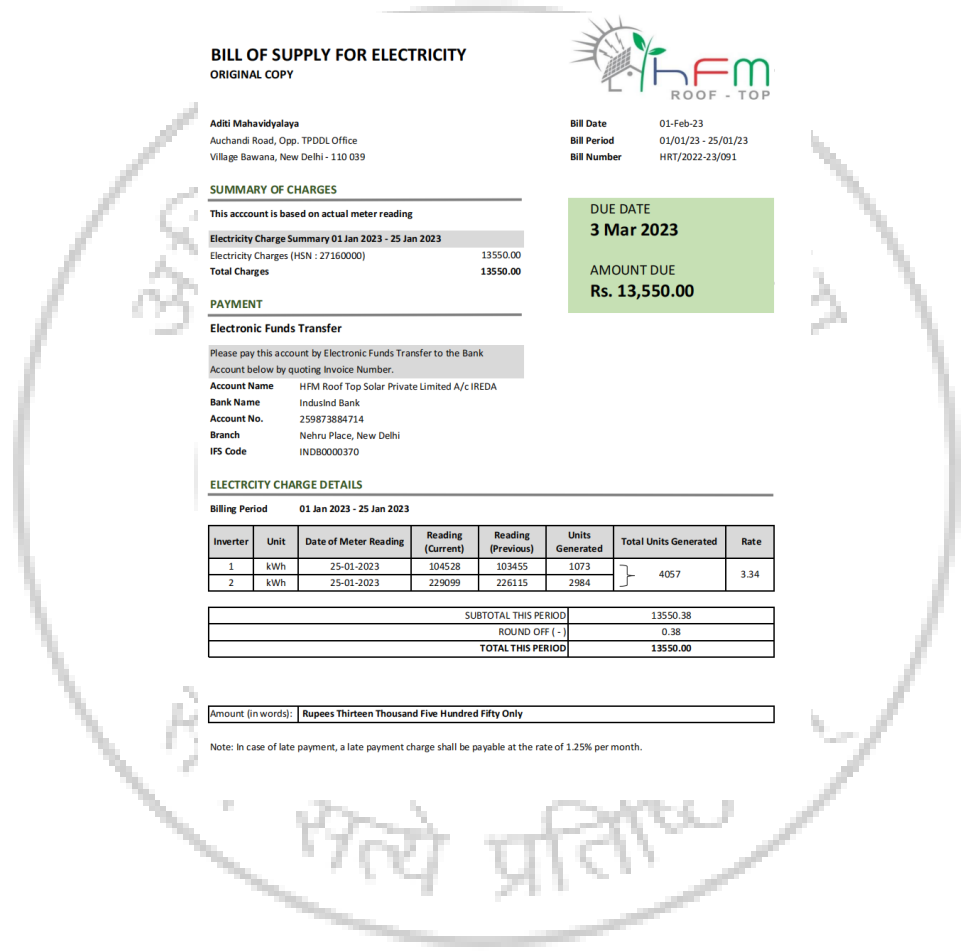 BILL OF SUPPLY FOR ELECTRICITY
ORIGINAL COPY
hFm
ROOF - TOP
Aditi Mahavidyalaya
Auchandi Road, Opp. TPDDL Office
Village Bawana, New Delhi - 110 039
Bill Date 01-Feb-23
Bill Period 01/01/23 - 25/01/23
Bill Number HRT/2022-23/091
SUMMARY OF CHARGES
This acccount is based on actual meter reading
Electricity Charge Summary 01 Jan 2023 - 25 Jan 2023
Electricity Charges (HSN : 27160000) 13550.00
Total Charges 13550.00
DUE DATE
3 Mar 2023
AMOUNT DUE
Rs. 13,550.00
PAYMENT
Electronic Funds Transfer
Please pay this account by Electronic Funds Transfer to the Bank
Account below by quoting Invoice Number.
Account Name HFM Roof Top Solar Private Limited A/c IREDA
Bank Name IndusInd Bank
Account No. 259873884714
Branch Nehru Place, New Delhi
IFS Code INDB0000370
ELECTRCITY CHARGE DETAILS
Billing Period 01 Jan 2023 - 25 Jan 2023
Inverter Unit Date of Meter Reading Reading (Current) Reading (Previous) Units Generated Total Units Generated Rate
1 kWh 25-01-2023 104528 103455 1073 4057 3.34
2 kWh 25-01-2023 229099 226115 2984
SUBTOTAL THIS PERIOD 13550.38
ROUND OFF ( - ) 0.38
TOTAL THIS PERIOD 13550.00
Amount (in words): Rupees Thirteen Thousand Five Hundred Fifty Only
Note: In case of late payment, a late payment charge shall be payable at the rate of 1.25% per month.